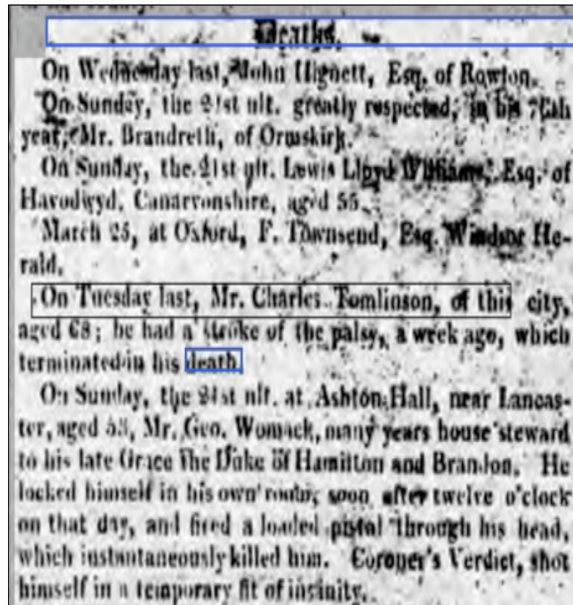 Deaths.
On Wednesday last, John Hignett, Esq. of Rowton.
On Sunday, the 21st ult. greatly respected, in his 76th
year, Mr. Brandreth, of Ormskirk.
On Sunday, the 21st ult. Lewis Lloyd Williams, Esq. of
Havodwyd, Canarvonshire, aged 55.
March 25, at Oxford, F. Townsend, Esq. Windsor He-
rald.
On Tuesday last, Mr. Charles Tomlinson, of this city,
aged 68; he had a stroke of the palsy, a week ago, which
terminated in his death.
On Sunday, the 21st ult. at Ashton Hall, near Lancas-
ter, aged 53, Mr. Geo. Womack, many years house steward
to his late Grace the Duke of Hamilton and Brandon. He
locked himself in his own room, soon after twelve o'clock
on that day, and fired a loaded pistol through his head,
which instantaneously killed him. Coroner's Verdict, shot
himself in a temporary fit of insinity.